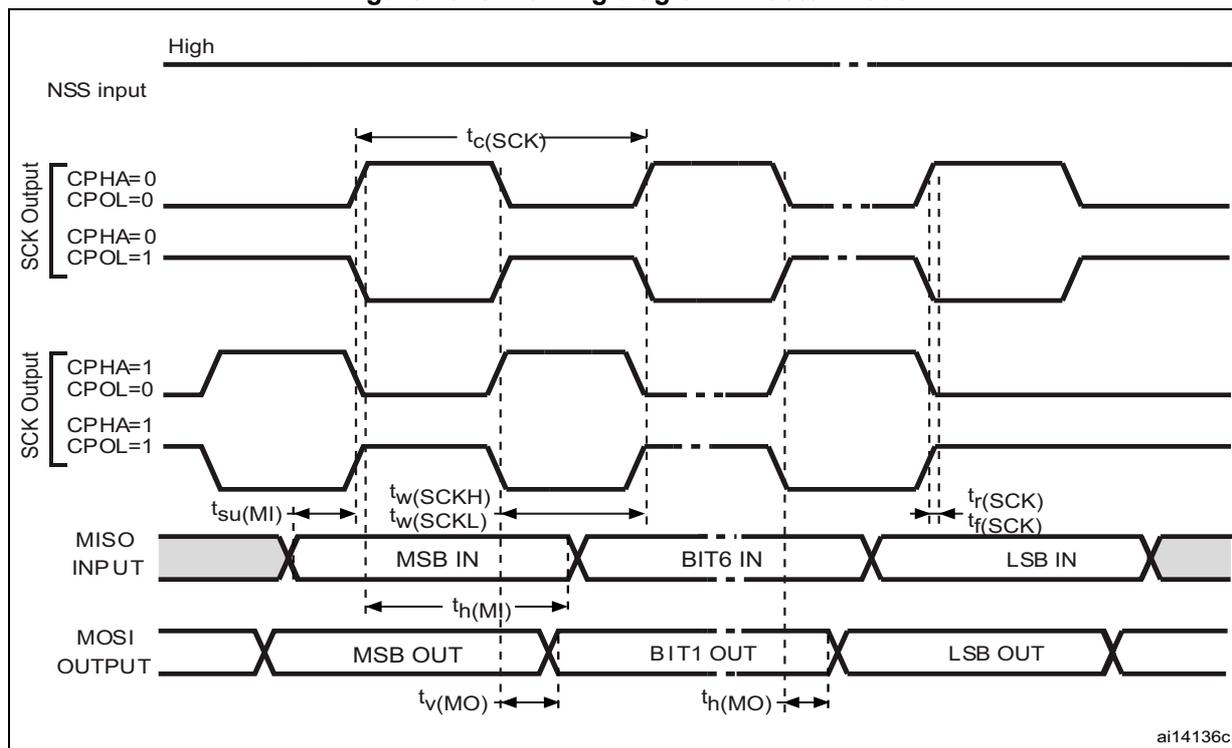 High
NSS input
tc(SCK)
SCK Output
CPHA=0
CPOL=0
CPHA=0
CPOL=1
SCK Output
CPHA=1
CPOL=0
CPHA=1
CPOL=1
tsu(MI)
tw(SCKH)
tw(SCKL)
tr(SCK)
tf(SCK)
MISO
INPUT
MSB IN
BIT6 IN
LSB IN
th(MI)
MOSI
OUTPUT
MSB OUT
BIT1 OUT
LSB OUT
tv(MO)
th(MO)
ai14136c